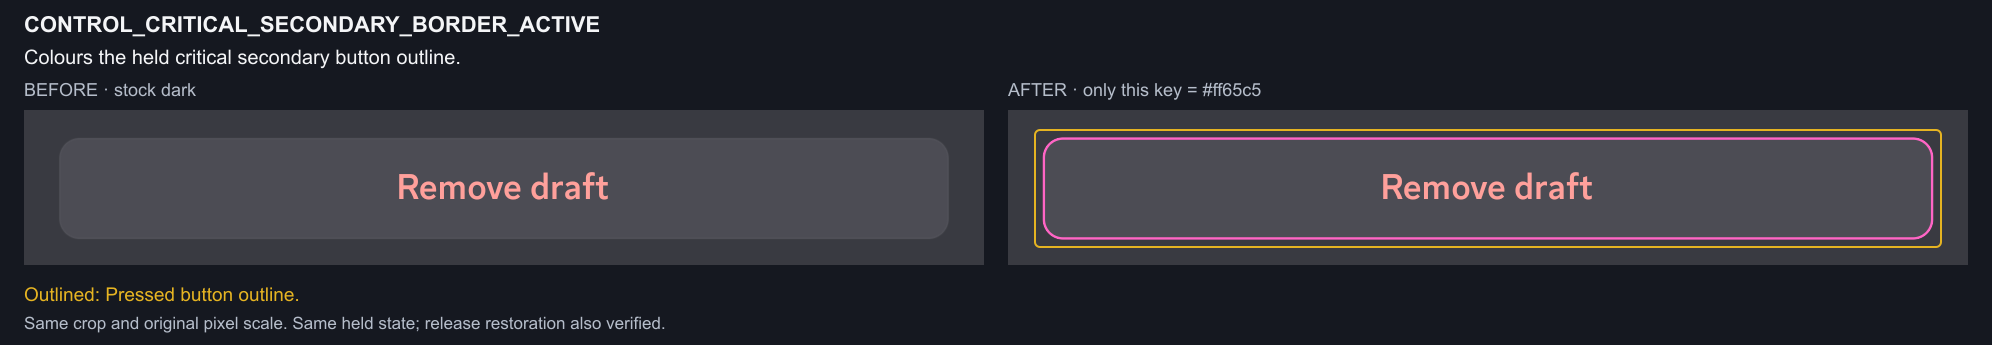 CONTROL_CRITICAL_SECONDARY_BORDER_ACTIVE
Colours the held critical secondary button outline.
BEFORE · stock dark
AFTER · only this key = #ff65c5
Remove draft
Remove draft
Outlined: Pressed button outline.
Same crop and original pixel scale. Same held state; release restoration also verified.